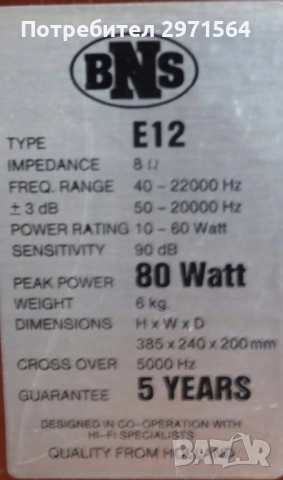 Потребител 2971564
BNS
TYPE E12
IMPEDANCE 8 Ω
FREQ. RANGE 40 - 22000 Hz
± 3 dB 50 - 20000 Hz
POWER RATING 10 - 60 Watt
SENSITIVITY 90 dB
PEAK POWER 80 Watt
WEIGHT 6 kg.
DIMENSIONS H x W x D
385 x 240 x 200 mm
CROSS OVER 5000 Hz
GUARANTEE 5 YEARS
DESIGNED IN CO-OPERATION WITH
HI-FI SPECIALISTS
QUALITY FROM HOLLAND
BAZAR